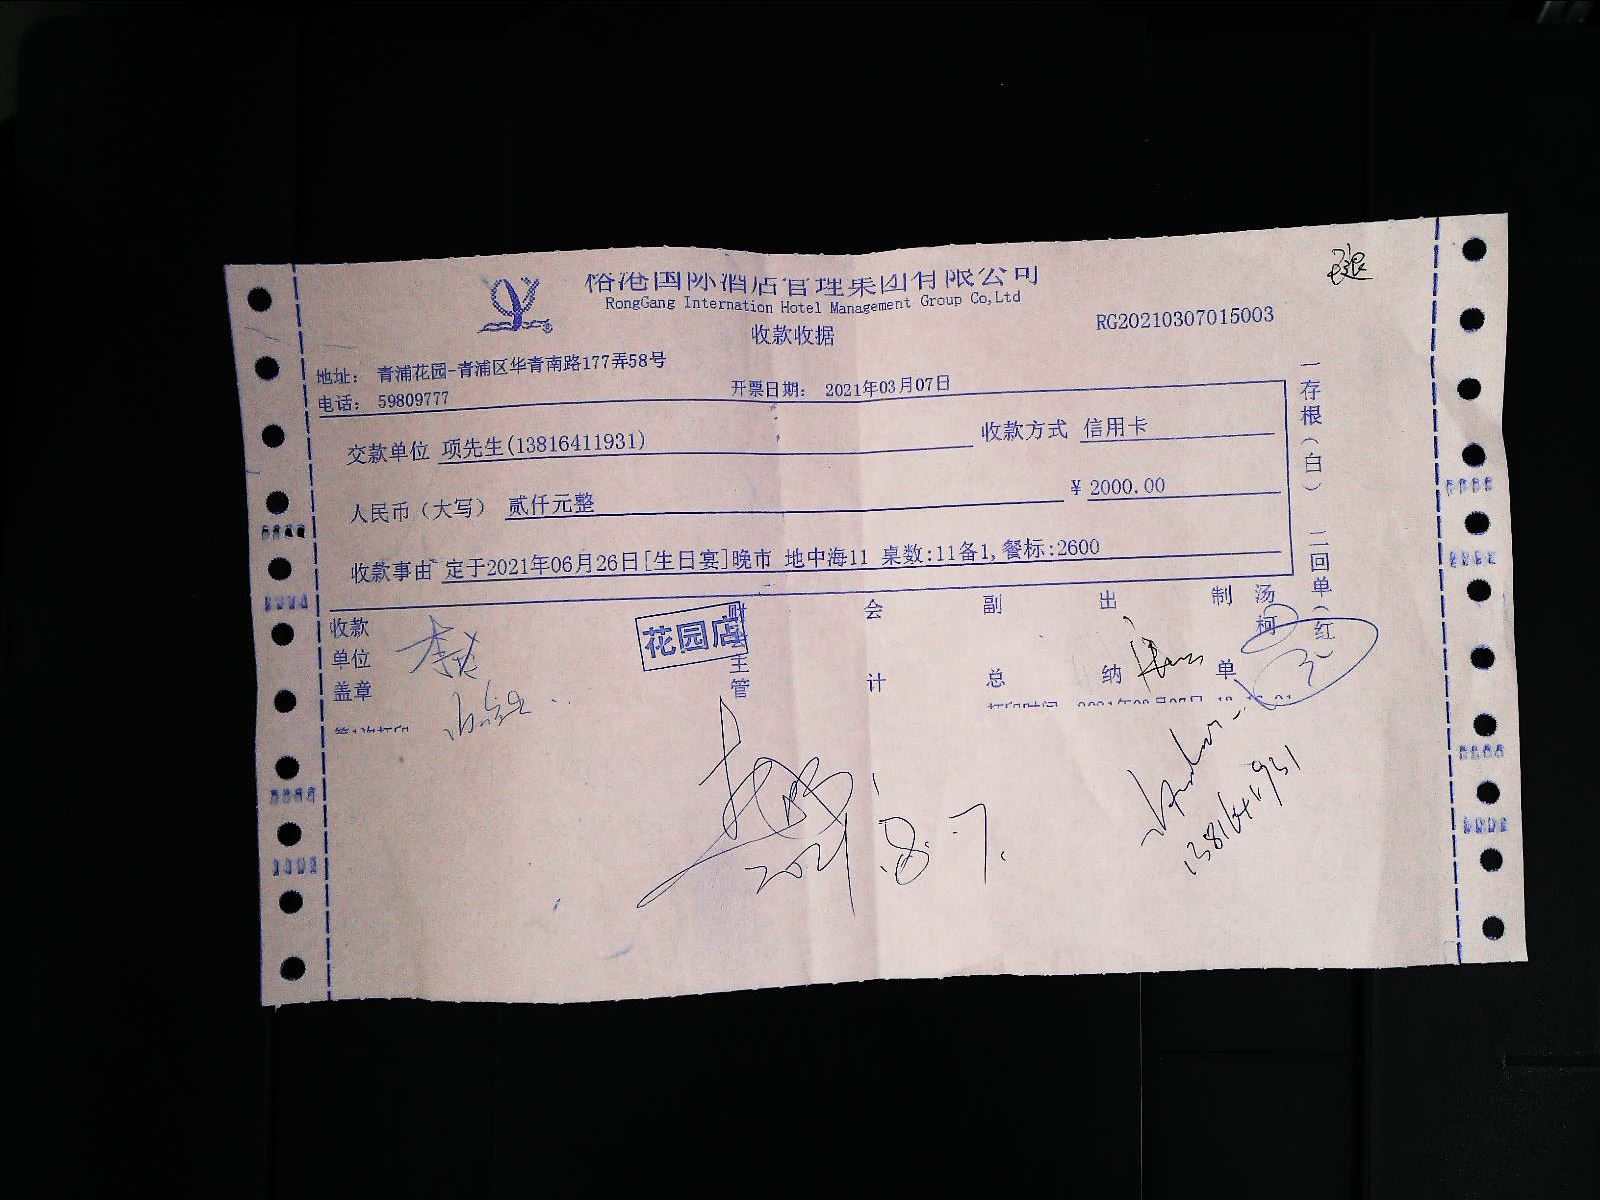 裕港国际酒店管理集团有限公司
RongGang Internation Hotel Management Group Co,Ltd
收款收据
RG20210307015003
地址： 青浦花园-青浦区华青南路177弄58号
电话： 59809777
开票日期： 2021年03月07日
交款单位 项先生(13816411931)
收款方式 信用卡
人民币（大写） 贰仟元整
¥ 2000.00
收款事由 定于2021年06月26日[生日宴]晚市 地中海11 桌数:11备1,餐标:2600
一存根（白） 二回单（红
收款单位盖章
花园店
财会主管
会计
副总
出纳
制单
汤柯
第1次打印
2021.8.7.
13816411931